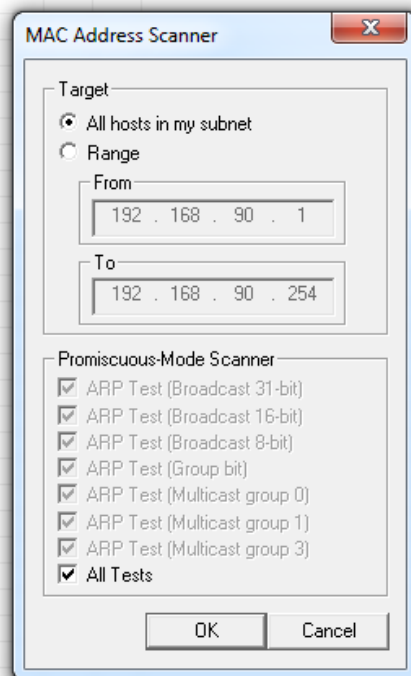 MAC Address Scanner
Target
All hosts in my subnet
Range
From
192 . 168 . 90 . 1
To
192 . 168 . 90 . 254
Promiscuous-Mode Scanner
ARP Test (Broadcast 31-bit)
ARP Test (Broadcast 16-bit)
ARP Test (Broadcast 8-bit)
ARP Test (Group bit)
ARP Test (Multicast group 0)
ARP Test (Multicast group 1)
ARP Test (Multicast group 3)
All Tests
OK Cancel